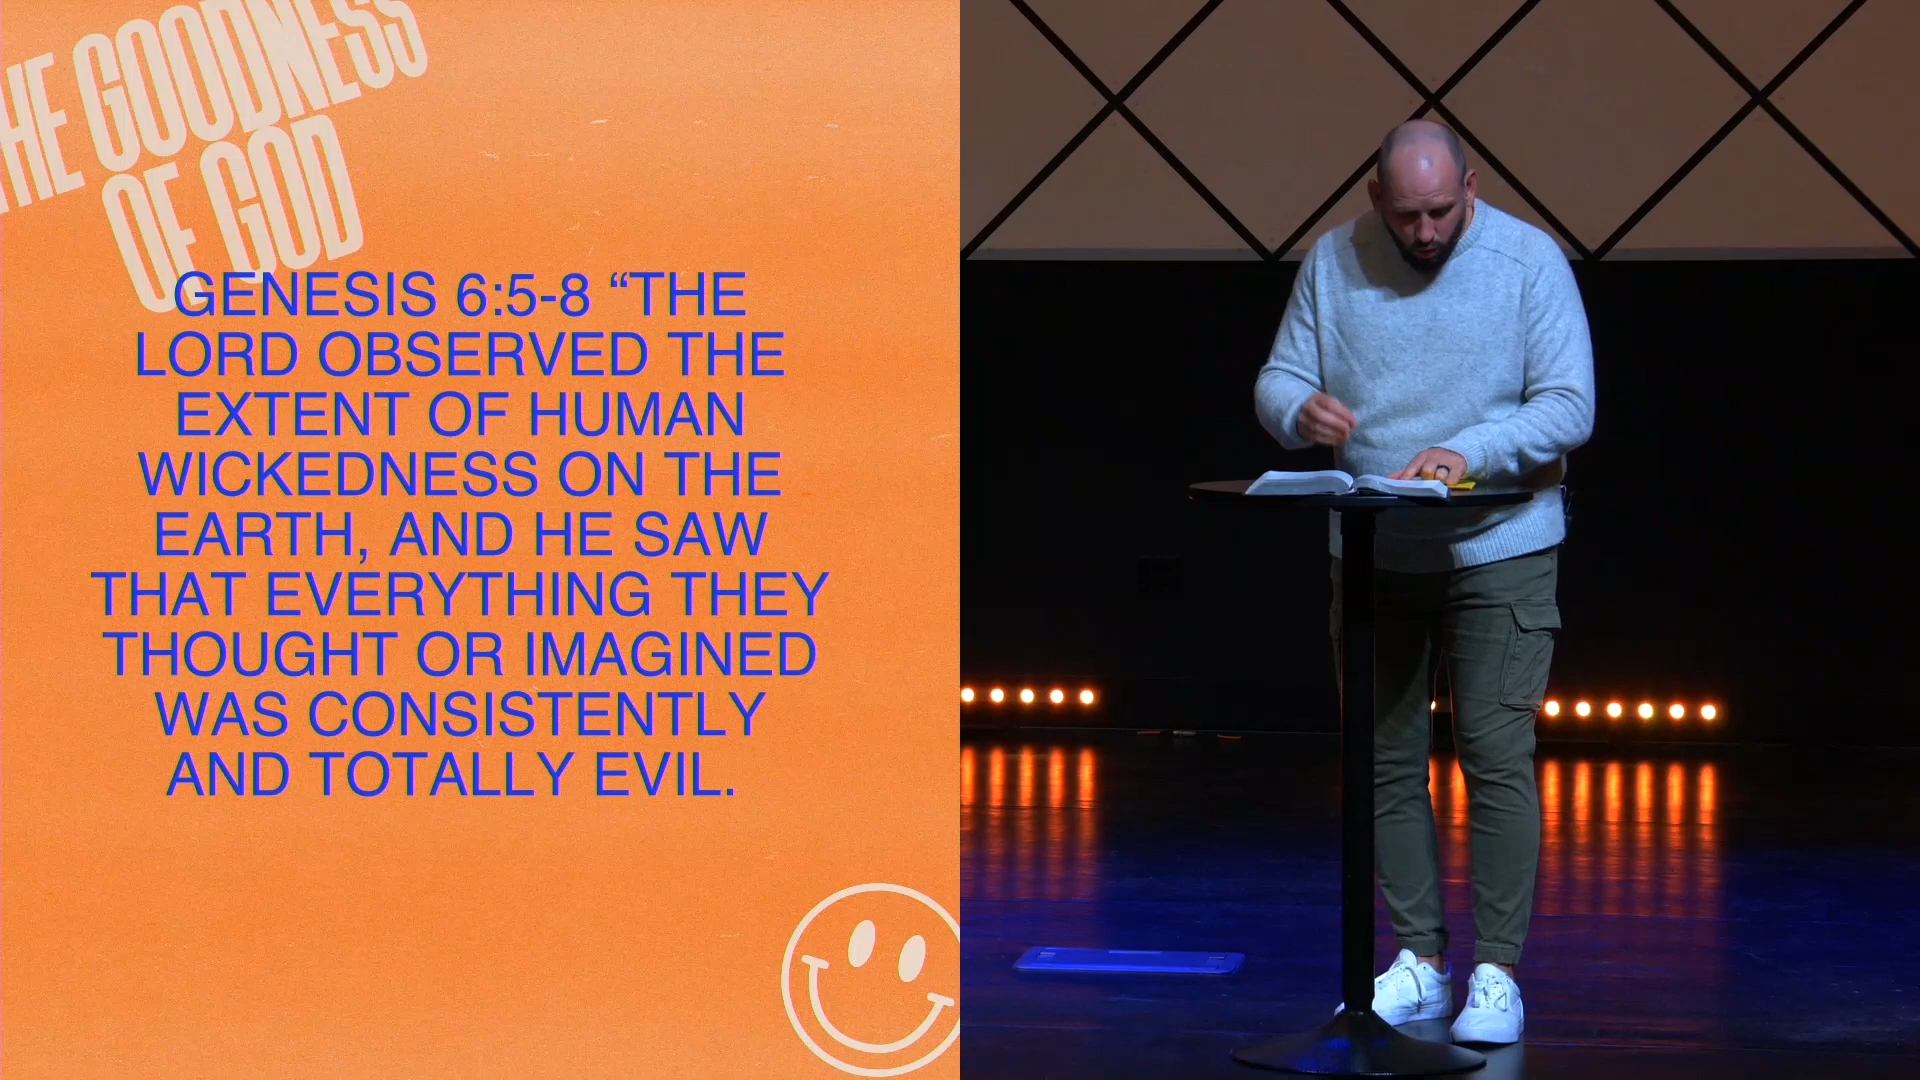 THE GOODNESS
OF GOD
GENESIS 6:5-8 “THE
LORD OBSERVED THE
EXTENT OF HUMAN
WICKEDNESS ON THE
EARTH, AND HE SAW
THAT EVERYTHING THEY
THOUGHT OR IMAGINED
WAS CONSISTENTLY
AND TOTALLY EVIL.